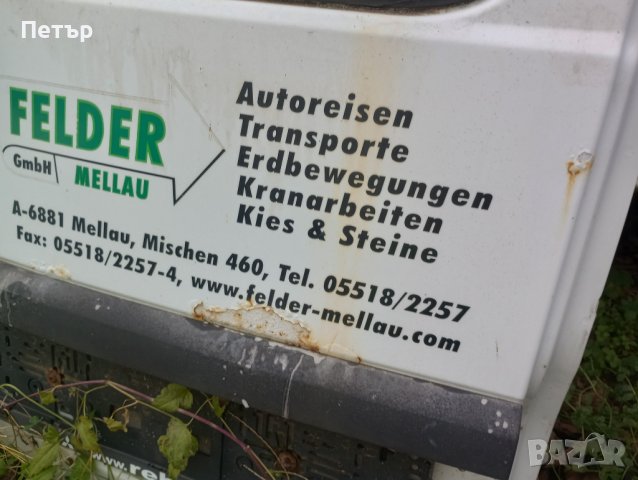 Петър
FELDER
GmbH
MELLAU
Autoreisen
Transporte
Erdbewegungen
Kranarbeiten
Kies & Steine
A-6881 Mellau, Mischen 460, Tel. 05518/2257
Fax: 05518/2257-4, www.felder-mellau.com
BAZAR